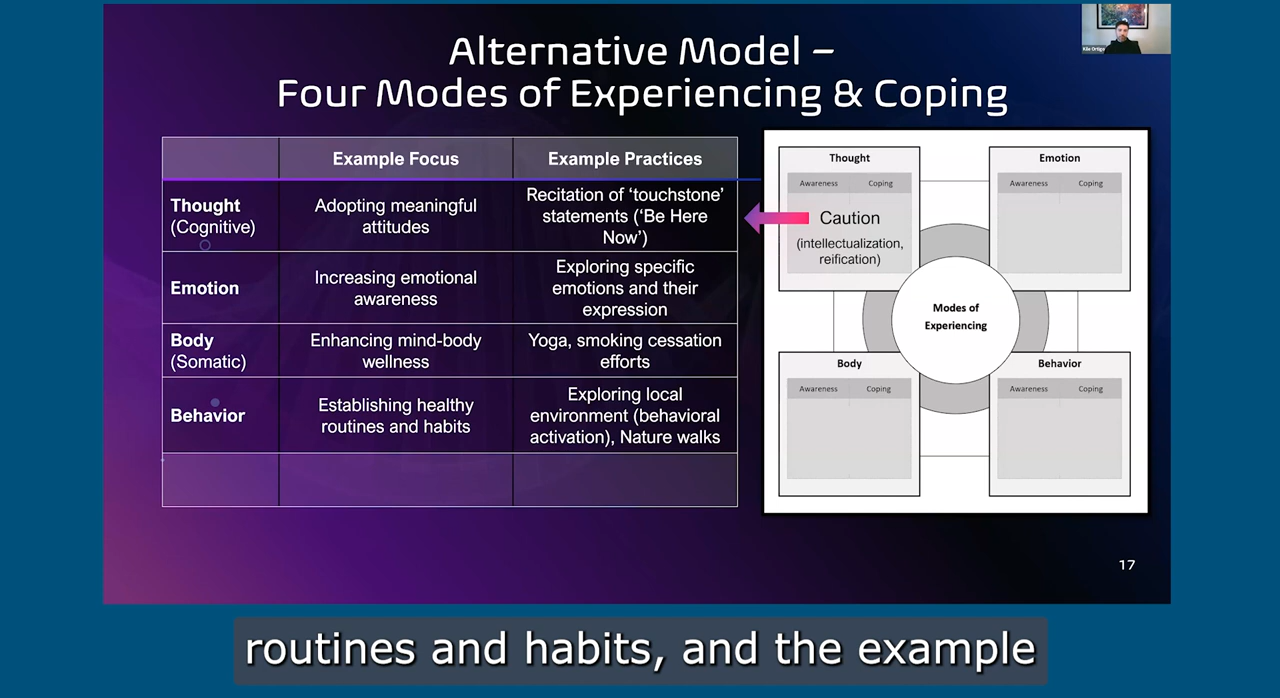 Alternative Model –
Four Modes of Experiencing & Coping
Kile Ortigo
Example Focus
Example Practices
Thought
(Cognitive)
Adopting meaningful
attitudes
Recitation of ‘touchstone’
statements (‘Be Here
Now’)
Emotion
Increasing emotional
awareness
Exploring specific
emotions and their
expression
Body
(Somatic)
Enhancing mind-body
wellness
Yoga, smoking cessation
efforts
Behavior
Establishing healthy
routines and habits
Exploring local
environment (behavioral
activation), Nature walks
Thought
Awareness
Coping
Caution
(intellectualization,
reification)
Emotion
Awareness
Coping
Modes of
Experiencing
Body
Awareness
Coping
Behavior
Awareness
Coping
17
routines and habits, and the example